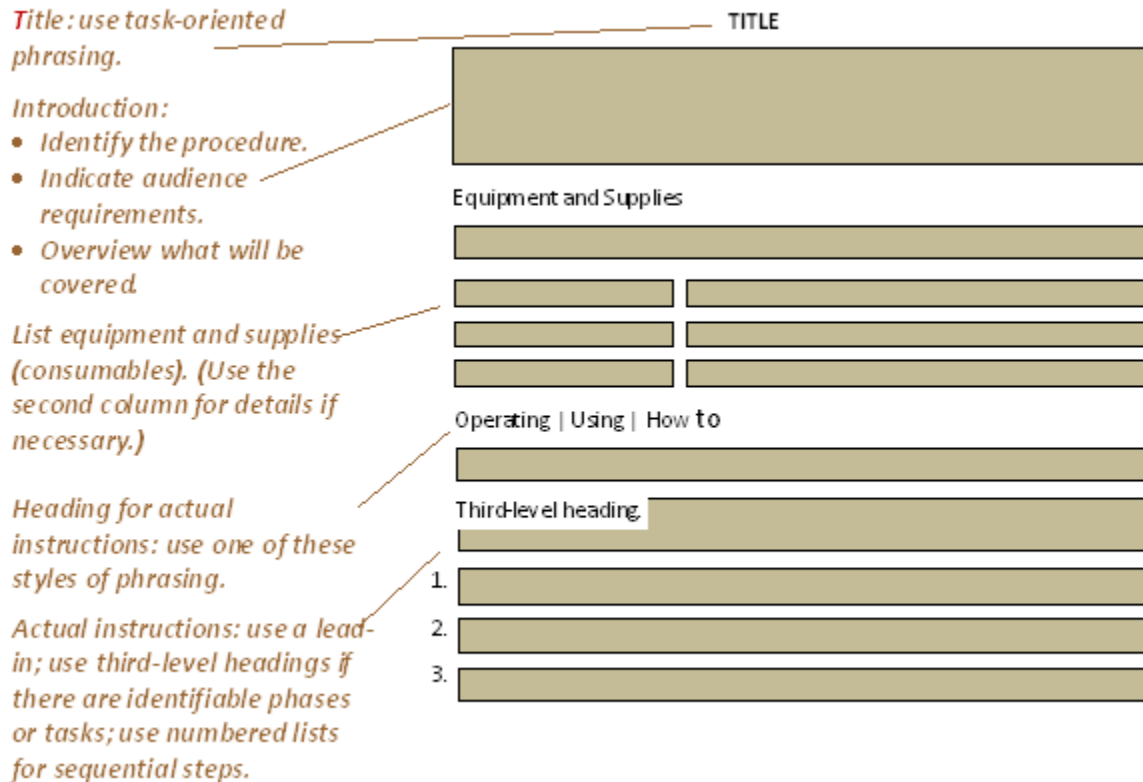 Title: use task-oriented
phrasing.
Introduction:
• Identify the procedure.
• Indicate audience
requirements.
• Overview what will be
covered.
List equipment and supplies
(consumables). (Use the
second column for details if
necessary.)
Heading for actual
instructions: use one of these
styles of phrasing.
Actual instructions: use a lead-
in; use third-level headings if
there are identifiable phases
or tasks; use numbered lists
for sequential steps.
TITLE
Equipment and Supplies
Operating | Using | How to
Third-level heading.
1.
2.
3.